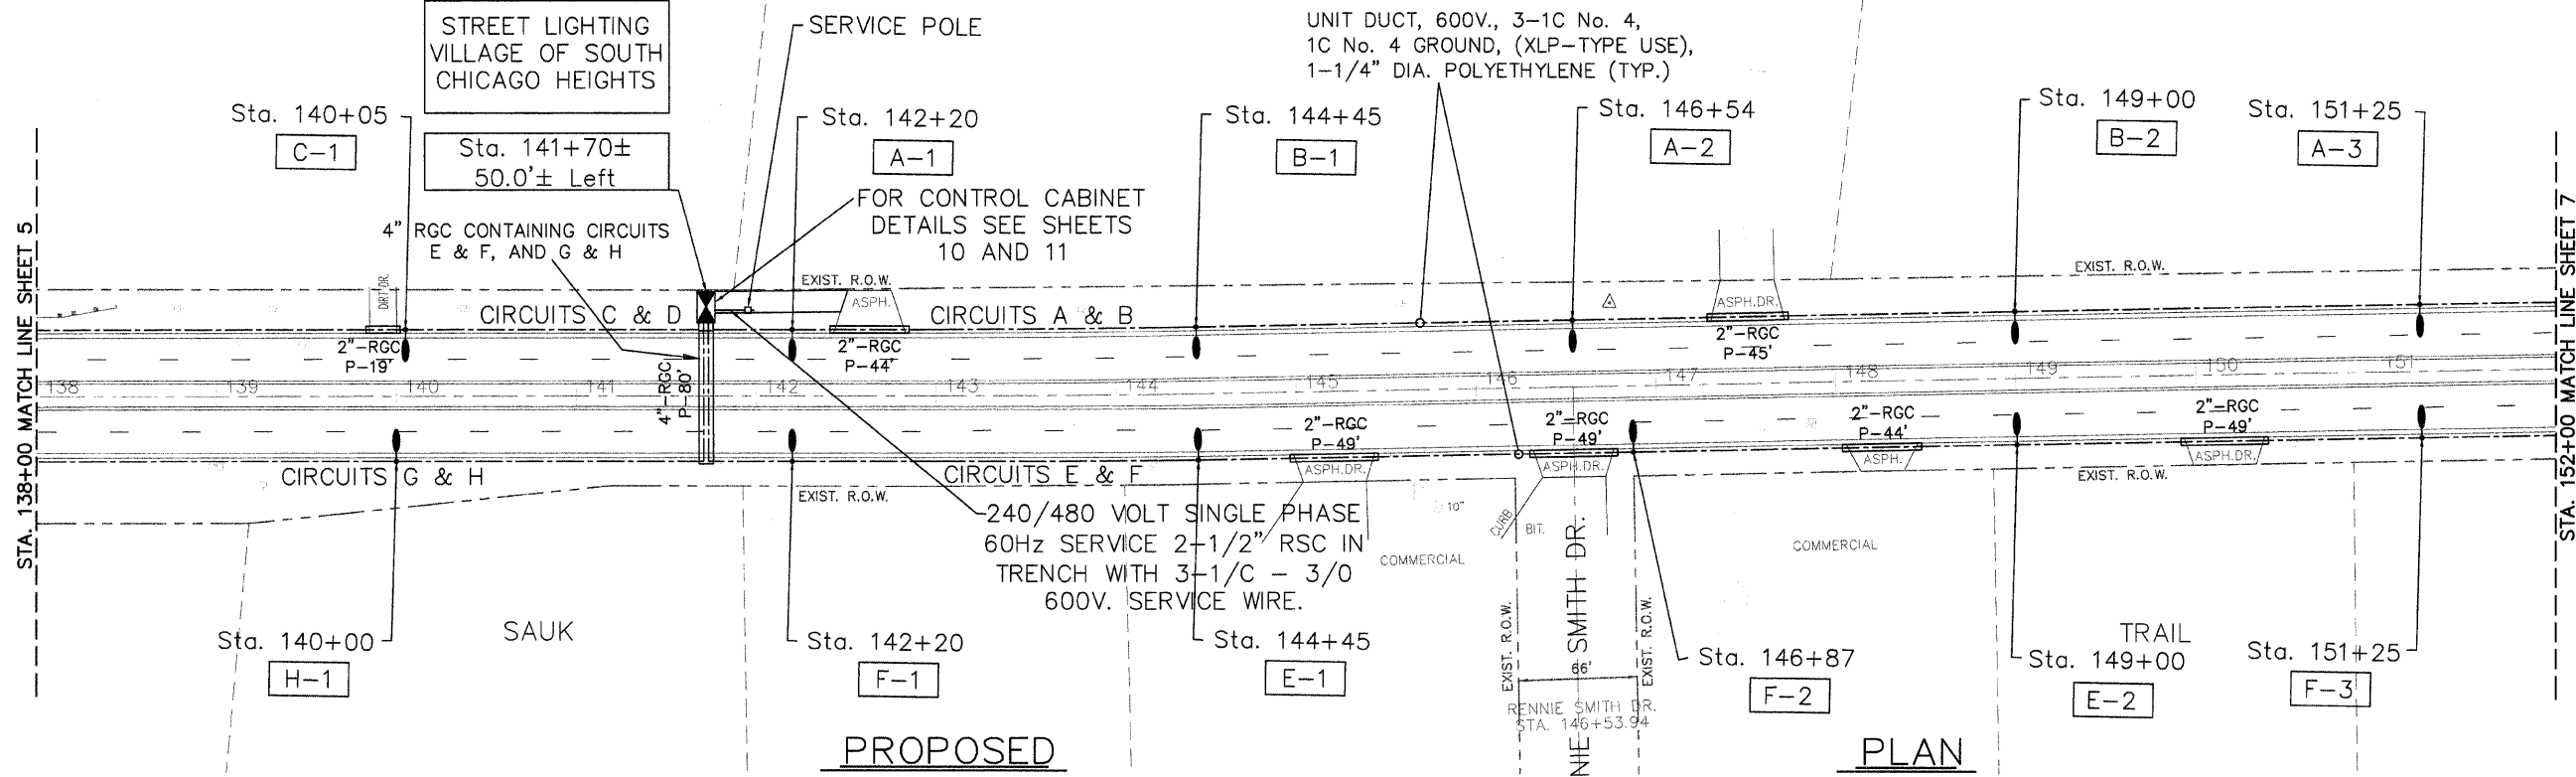 STREET LIGHTING
VILLAGE OF SOUTH
CHICAGO HEIGHTS
SERVICE POLE
UNIT DUCT, 600V., 3-1C No. 4,
1C No. 4 GROUND, (XLP-TYPE USE),
1-1/4" DIA. POLYETHYLENE (TYP.)
Sta. 140+05
C-1
Sta. 141+70±
50.0'± Left
Sta. 142+20
A-1
Sta. 144+45
B-1
Sta. 146+54
A-2
Sta. 149+00
B-2
Sta. 151+25
A-3
FOR CONTROL CABINET
DETAILS SEE SHEETS
10 AND 11
4" RGC CONTAINING CIRCUITS
E & F, AND G & H
STA. 138+00 MATCH LINE SHEET 5
STA. 152+00 MATCH LINE SHEET 7
DIRT DR.
CIRCUITS C & D
EXIST. R.O.W.
ASPH.
CIRCUITS A & B
ASPH.DR.
EXIST. R.O.W.
2"-RGC
P-19'
2"-RGC
P-44'
2"-RGC
P-45'
4"-RGC
P-80'
138
139
140
141
142
143
144
145
146
147
148
149
150
151
2"-RGC
P-49'
2"-RGC
P-49'
2"-RGC
P-44'
2"-RGC
P-49'
CIRCUITS G & H
CIRCUITS E & F
ASPH.DR.
ASPH.DR.
ASPH.
ASPH.DR.
EXIST. R.O.W.
EXIST. R.O.W.
240/480 VOLT SINGLE PHASE
60Hz SERVICE 2-1/2" RSC IN
TRENCH WITH 3-1/C - 3/0
600V. SERVICE WIRE.
10"
CURB
BIT.
COMMERCIAL
COMMERCIAL
EXIST. R.O.W.
NIE SMITH DR.
EXIST. R.O.W.
66'
RENNIE SMITH DR.
STA. 146+53.94
Sta. 140+00
H-1
SAUK
Sta. 142+20
F-1
Sta. 144+45
E-1
Sta. 146+87
F-2
TRAIL
Sta. 149+00
E-2
Sta. 151+25
F-3
PROPOSED
PLAN